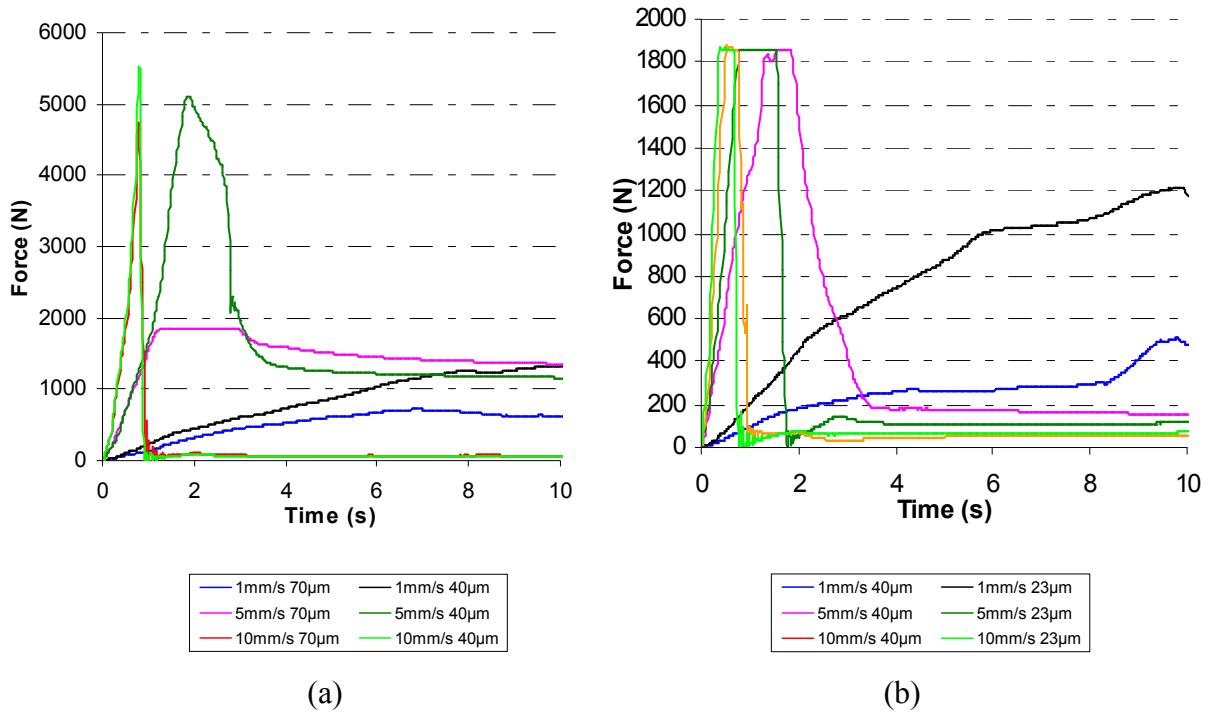 6000
5000
4000
3000
2000
1000
0
Force (N)
0 2 4 6 8 10
Time (s)
1mm/s 70µm 1mm/s 40µm
5mm/s 70µm 5mm/s 40µm
10mm/s 70µm 10mm/s 40µm
(a)
2000
1800
1600
1400
1200
1000
800
600
400
200
0
Force (N)
0 2 4 6 8 10
Time (s)
1mm/s 40µm 1mm/s 23µm
5mm/s 40µm 5mm/s 23µm
10mm/s 40µm 10mm/s 23µm
(b)